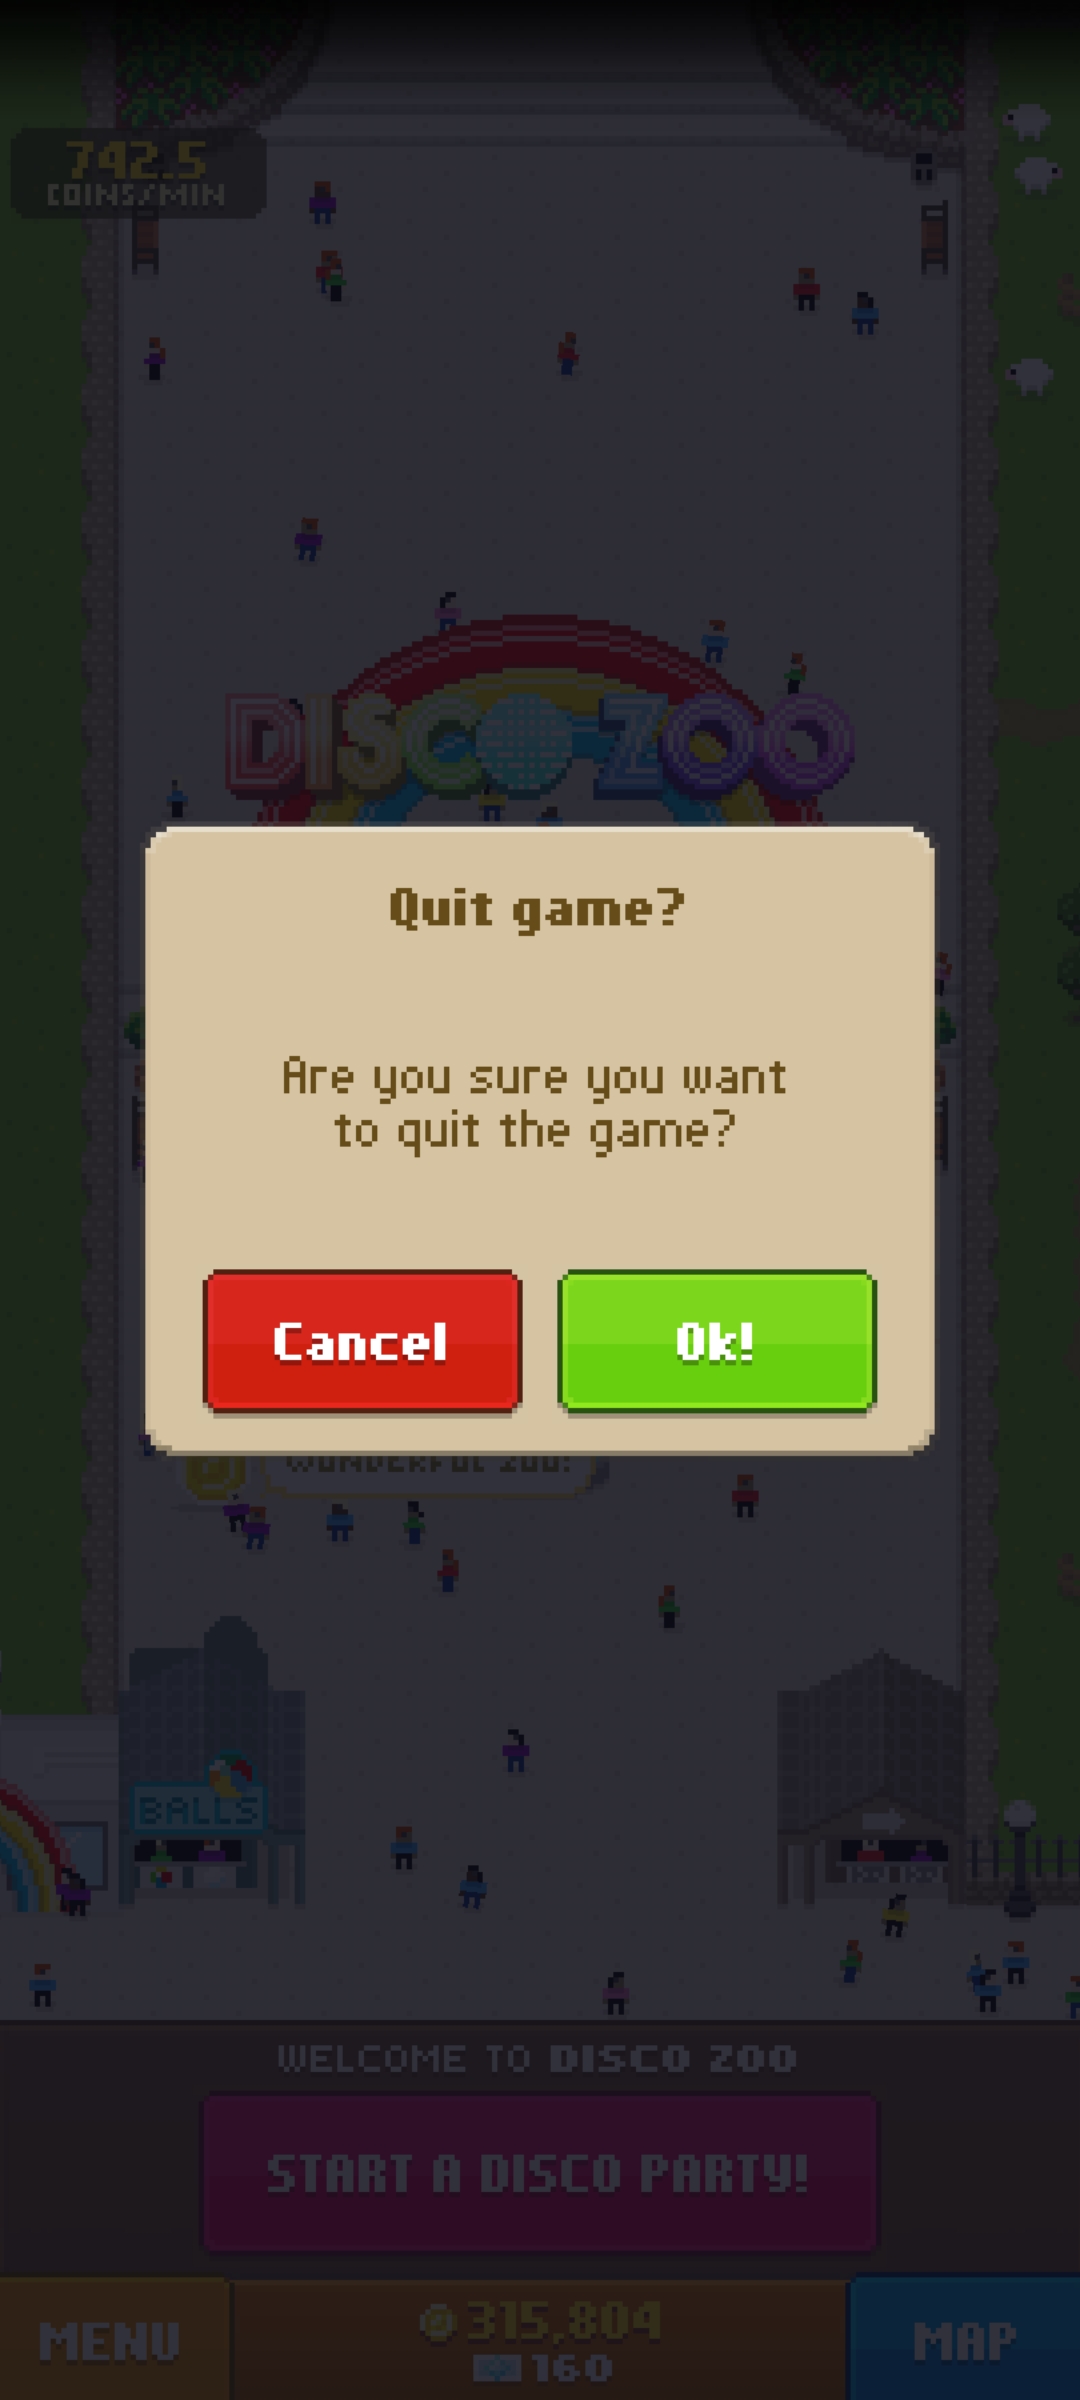 742.5
COINS/MIN
DISCO ZOO
Quit game?
Are you sure you want
to quit the game?
Cancel
Ok!
WONDERFUL ZOO!
BALLS
WELCOME TO DISCO ZOO
START A DISCO PARTY!
MENU
315,804
160
MAP